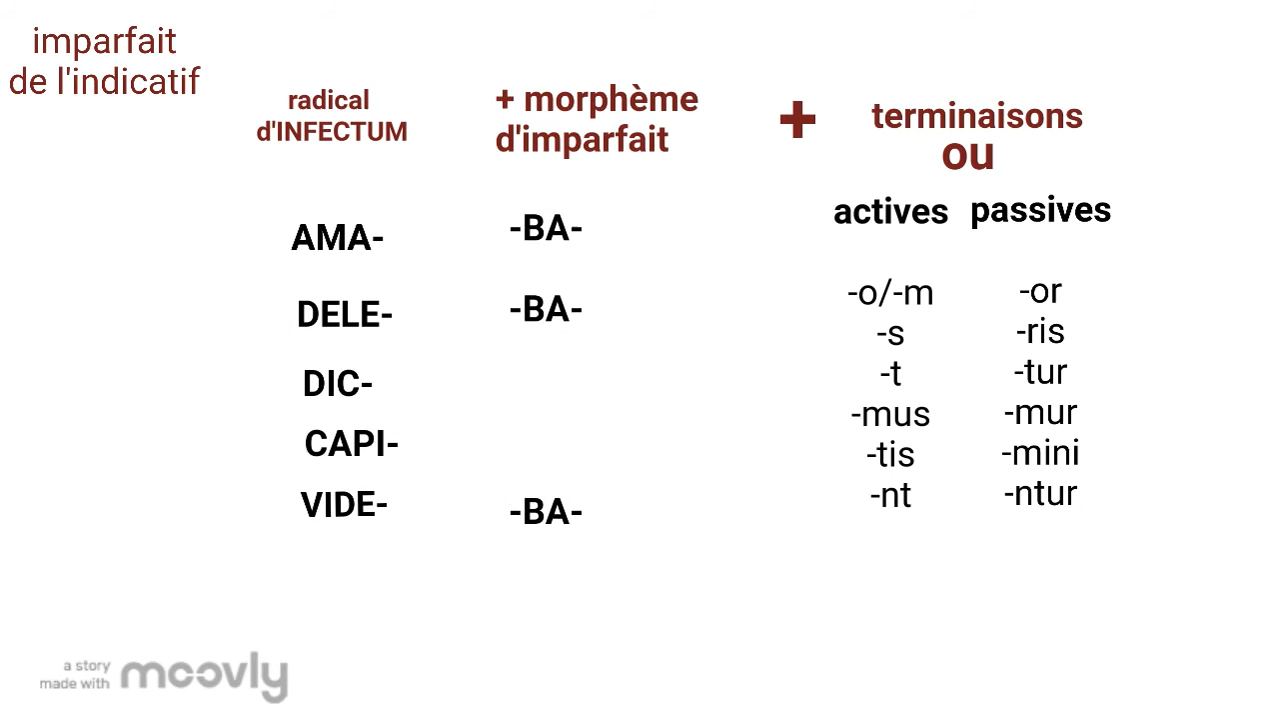 imparfait
de l'indicatif
radical
d'INFECTUM
+ morphème
d'imparfait
+
terminaisons
ou
actives passives
AMA- -BA-
DELE- -BA-
DIC-
CAPI-
VIDE- -BA-
-o/-m -or
-s -ris
-t -tur
-mus -mur
-tis -mini
-nt -ntur
a story
made with moovly